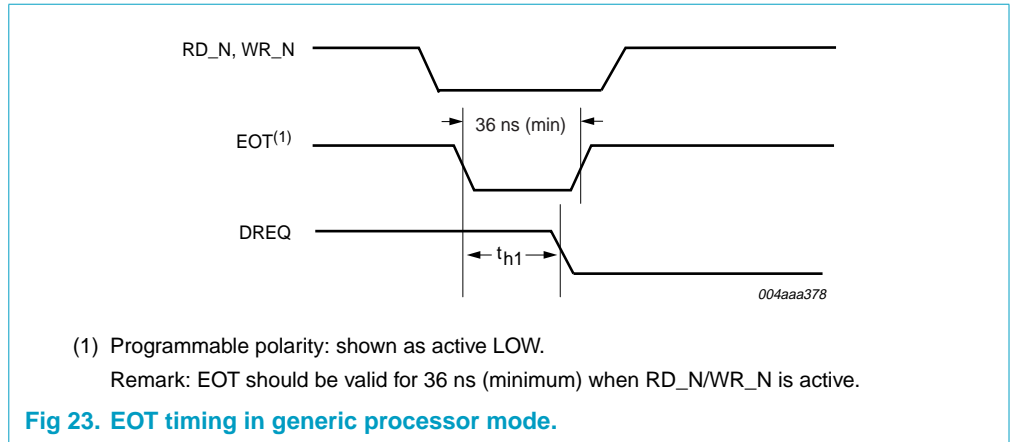 RD_N, WR_N
36 ns (min)
EOT(1)
DREQ
th1
004aaa378
(1) Programmable polarity: shown as active LOW.
Remark: EOT should be valid for 36 ns (minimum) when RD_N/WR_N is active.
Fig 23. EOT timing in generic processor mode.